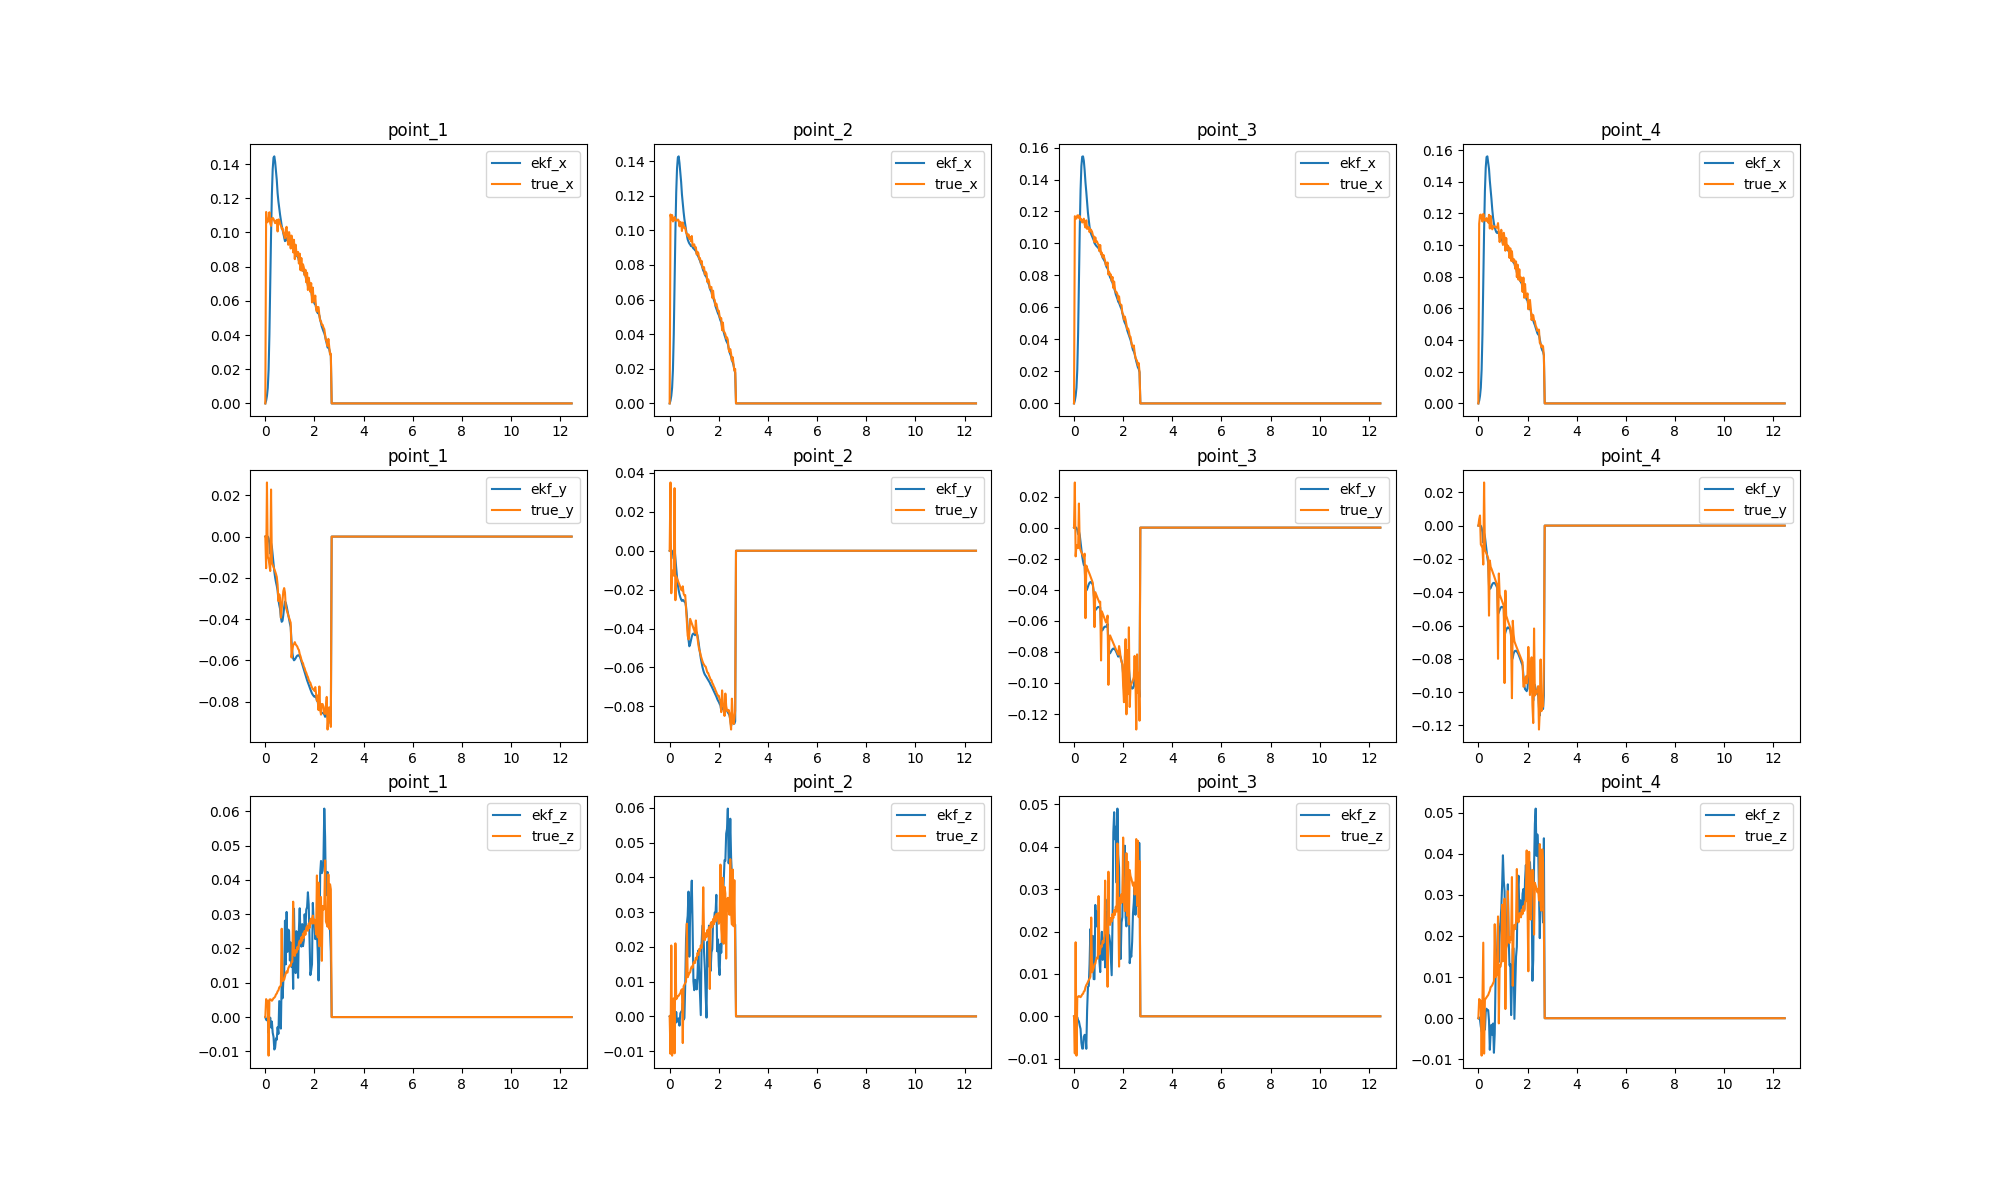 point_1 point_2 point_3 point_4
ekf_x ekf_x ekf_x ekf_x
true_x true_x true_x true_x
0.14 0.14 0.16 0.16
0.12 0.12 0.14 0.14
0.10 0.10 0.12 0.12
0.08 0.08 0.10 0.10
0.06 0.06 0.08 0.08
0.04 0.04 0.06 0.06
0.02 0.02 0.04 0.04
0.00 0.00 0.02 0.02
0.00 0.00
0 2 4 6 8 10 12 0 2 4 6 8 10 12 0 2 4 6 8 10 12 0 2 4 6 8 10 12
point_1 point_2 point_3 point_4
ekf_y ekf_y ekf_y ekf_y
true_y true_y true_y true_y
0.02 0.04 0.02 0.02
0.00 0.02 0.00 0.00
−0.02 0.00 −0.02 −0.02
−0.04 −0.02 −0.04 −0.04
−0.06 −0.04 −0.06 −0.06
−0.08 −0.06 −0.08 −0.08
−0.08 −0.10 −0.10
−0.12 −0.12
0 2 4 6 8 10 12 0 2 4 6 8 10 12 0 2 4 6 8 10 12 0 2 4 6 8 10 12
point_1 point_2 point_3 point_4
ekf_z ekf_z ekf_z ekf_z
true_z true_z true_z true_z
0.06 0.06 0.05 0.05
0.05 0.05 0.04 0.04
0.04 0.04 0.03 0.03
0.03 0.03 0.02 0.02
0.02 0.02 0.01 0.01
0.01 0.01 0.00 0.00
0.00 0.00 −0.01 −0.01
−0.01 −0.01
0 2 4 6 8 10 12 0 2 4 6 8 10 12 0 2 4 6 8 10 12 0 2 4 6 8 10 12